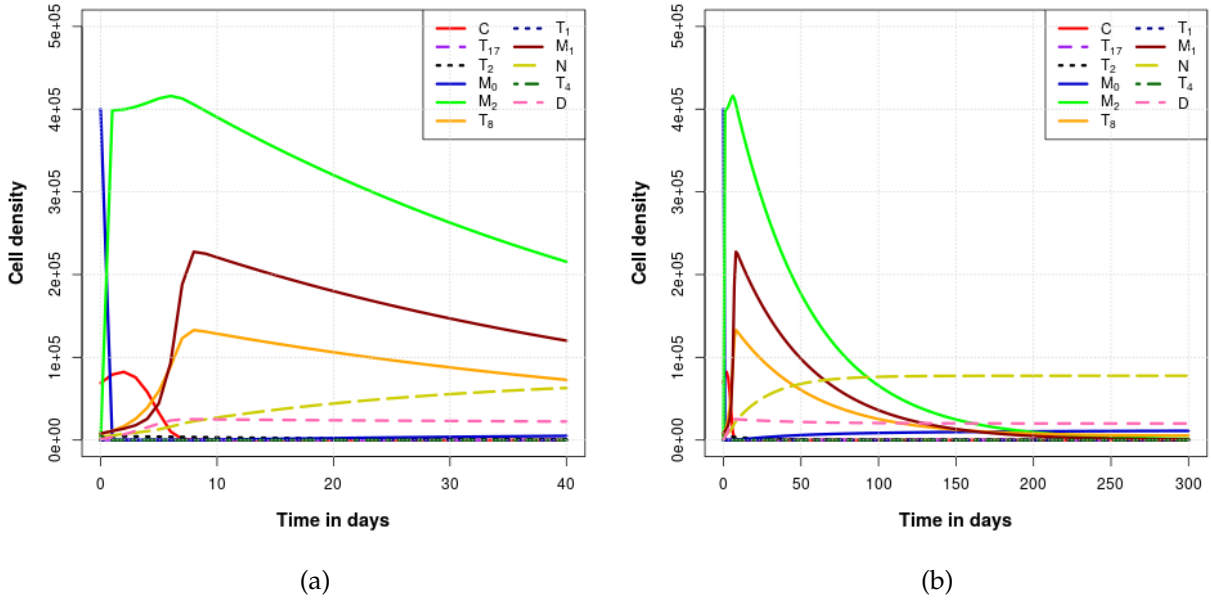 C T₁
T₁₇ M₁
T₂ N
M₀ T₄
M₂ D
T₈
Cell density
0e+00 1e+05 2e+05 3e+05 4e+05 5e+05
0 10 20 30 40
Time in days
(a)
C T₁
T₁₇ M₁
T₂ N
M₀ T₄
M₂ D
T₈
Cell density
0e+00 1e+05 2e+05 3e+05 4e+05 5e+05
0 50 100 150 200 250 300
Time in days
(b)